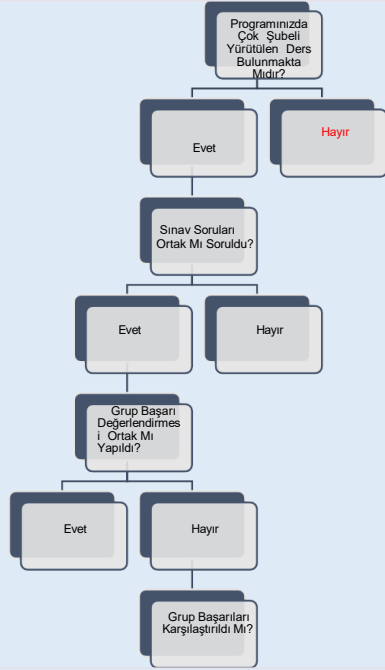 Programınızda
Çok Şubeli
Yürütülen Ders
Bulunmakta
Mıdır?
Evet
Hayır
Sınav Soruları
Ortak Mı Soruldu?
Evet
Hayır
Grup Başarı
Değerlendirmes
i Ortak Mı
Yapıldı?
Evet
Hayır
Grup Başarıları
Karşılaştırıldı Mı?